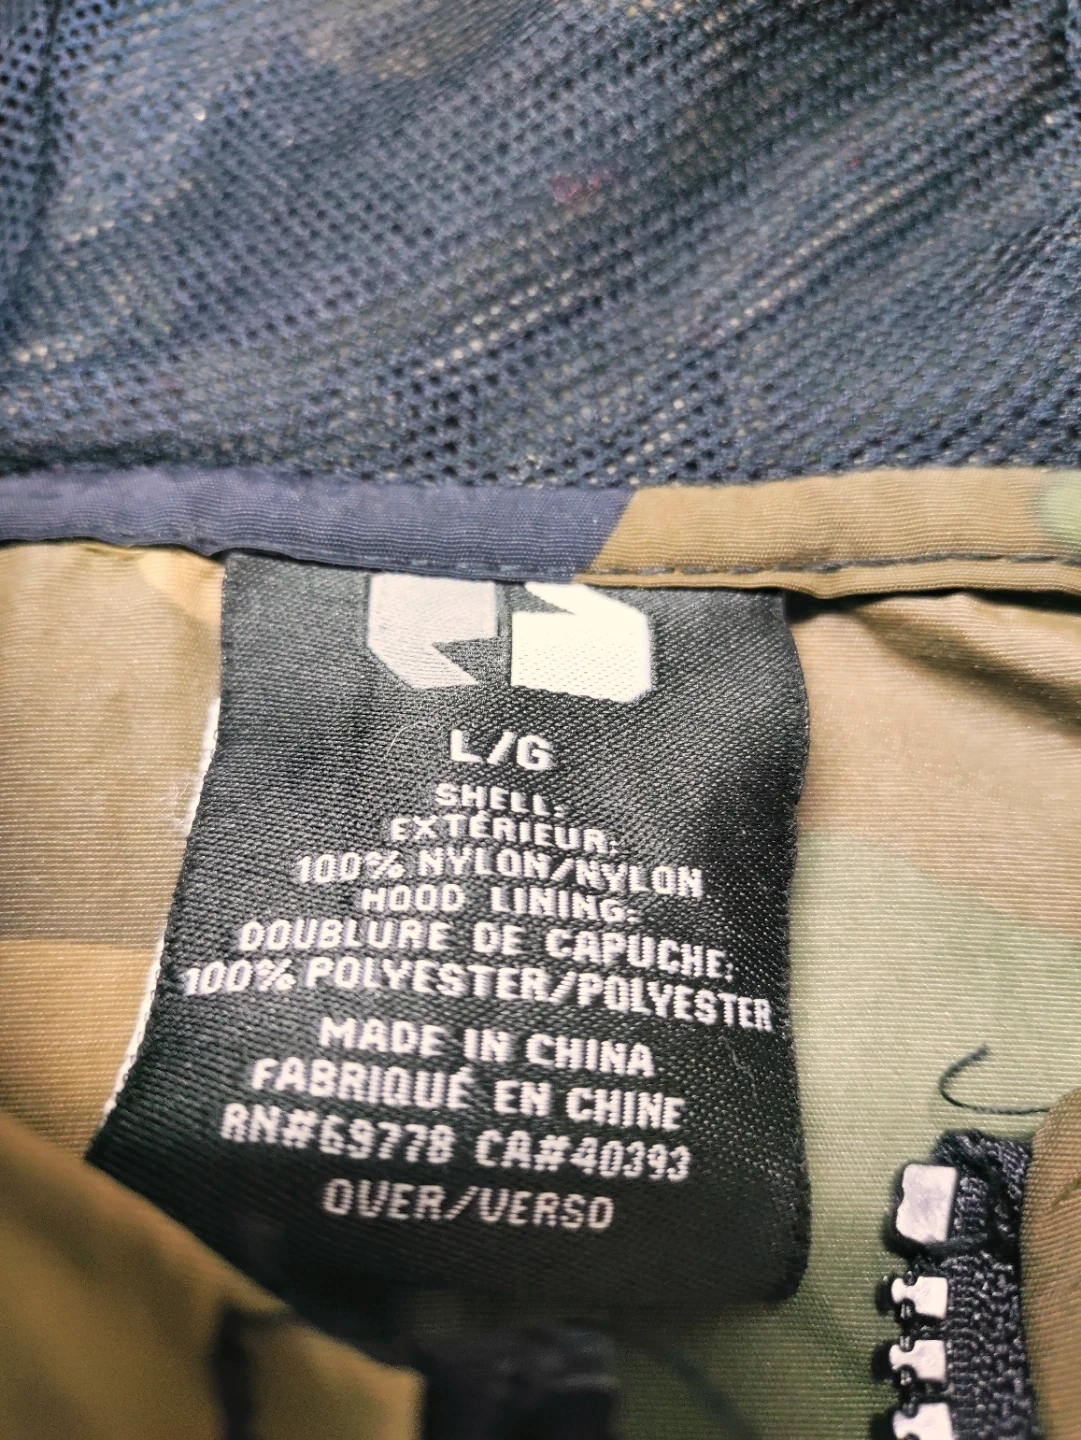 L/G
SHELL:
EXTÉRIEUR:
100% NYLON/NYLON
HOOD LINING:
DOUBLURE DE CAPUCHE:
100% POLYESTER/POLYESTER
MADE IN CHINA
FABRIQUÉ EN CHINE
RN#69778 CA#40393
OVER/VERSO